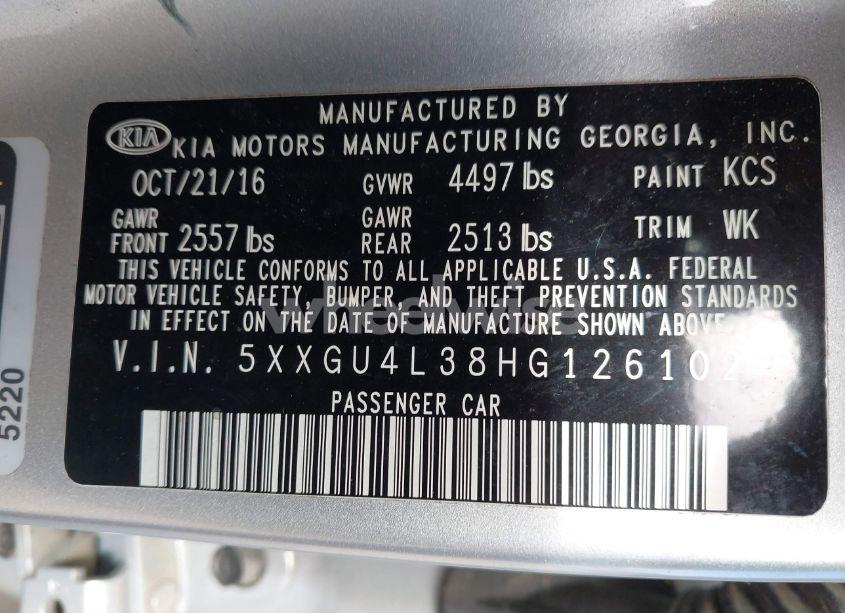 MANUFACTURED BY
KIA KIA MOTORS MANUFACTURING GEORGIA, INC.
OCT/21/16 GVWR 4497 lbs PAINT KCS
GAWR FRONT 2557 lbs GAWR REAR 2513 lbs TRIM WK
THIS VEHICLE CONFORMS TO ALL APPLICABLE U.S.A. FEDERAL
MOTOR VEHICLE SAFETY, BUMPER, AND THEFT PREVENTION STANDARDS
IN EFFECT ON THE DATE OF MANUFACTURE SHOWN ABOVE
V.I.N. 5XXGU4L38HG126102
PASSENGER CAR
5220